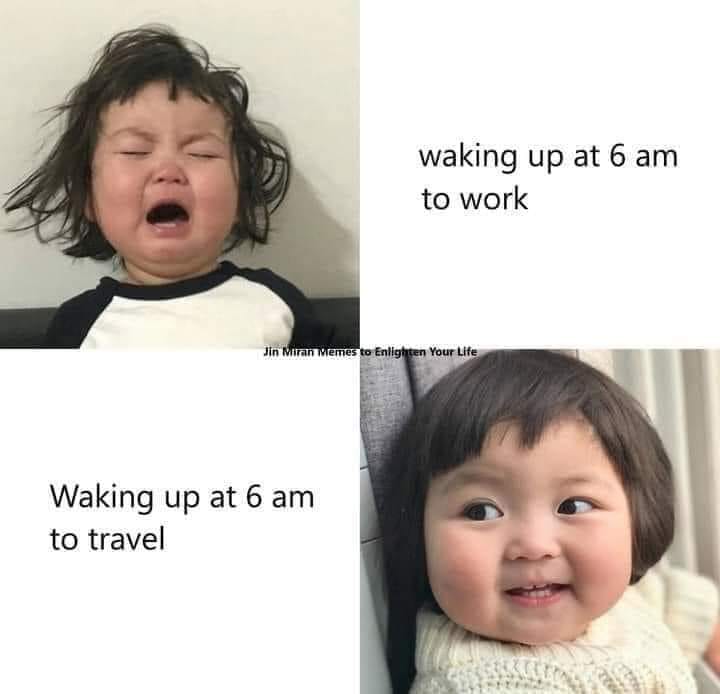 waking up at 6 am
to work
Jin Miran Memes to Enlighten Your Life
Waking up at 6 am
to travel